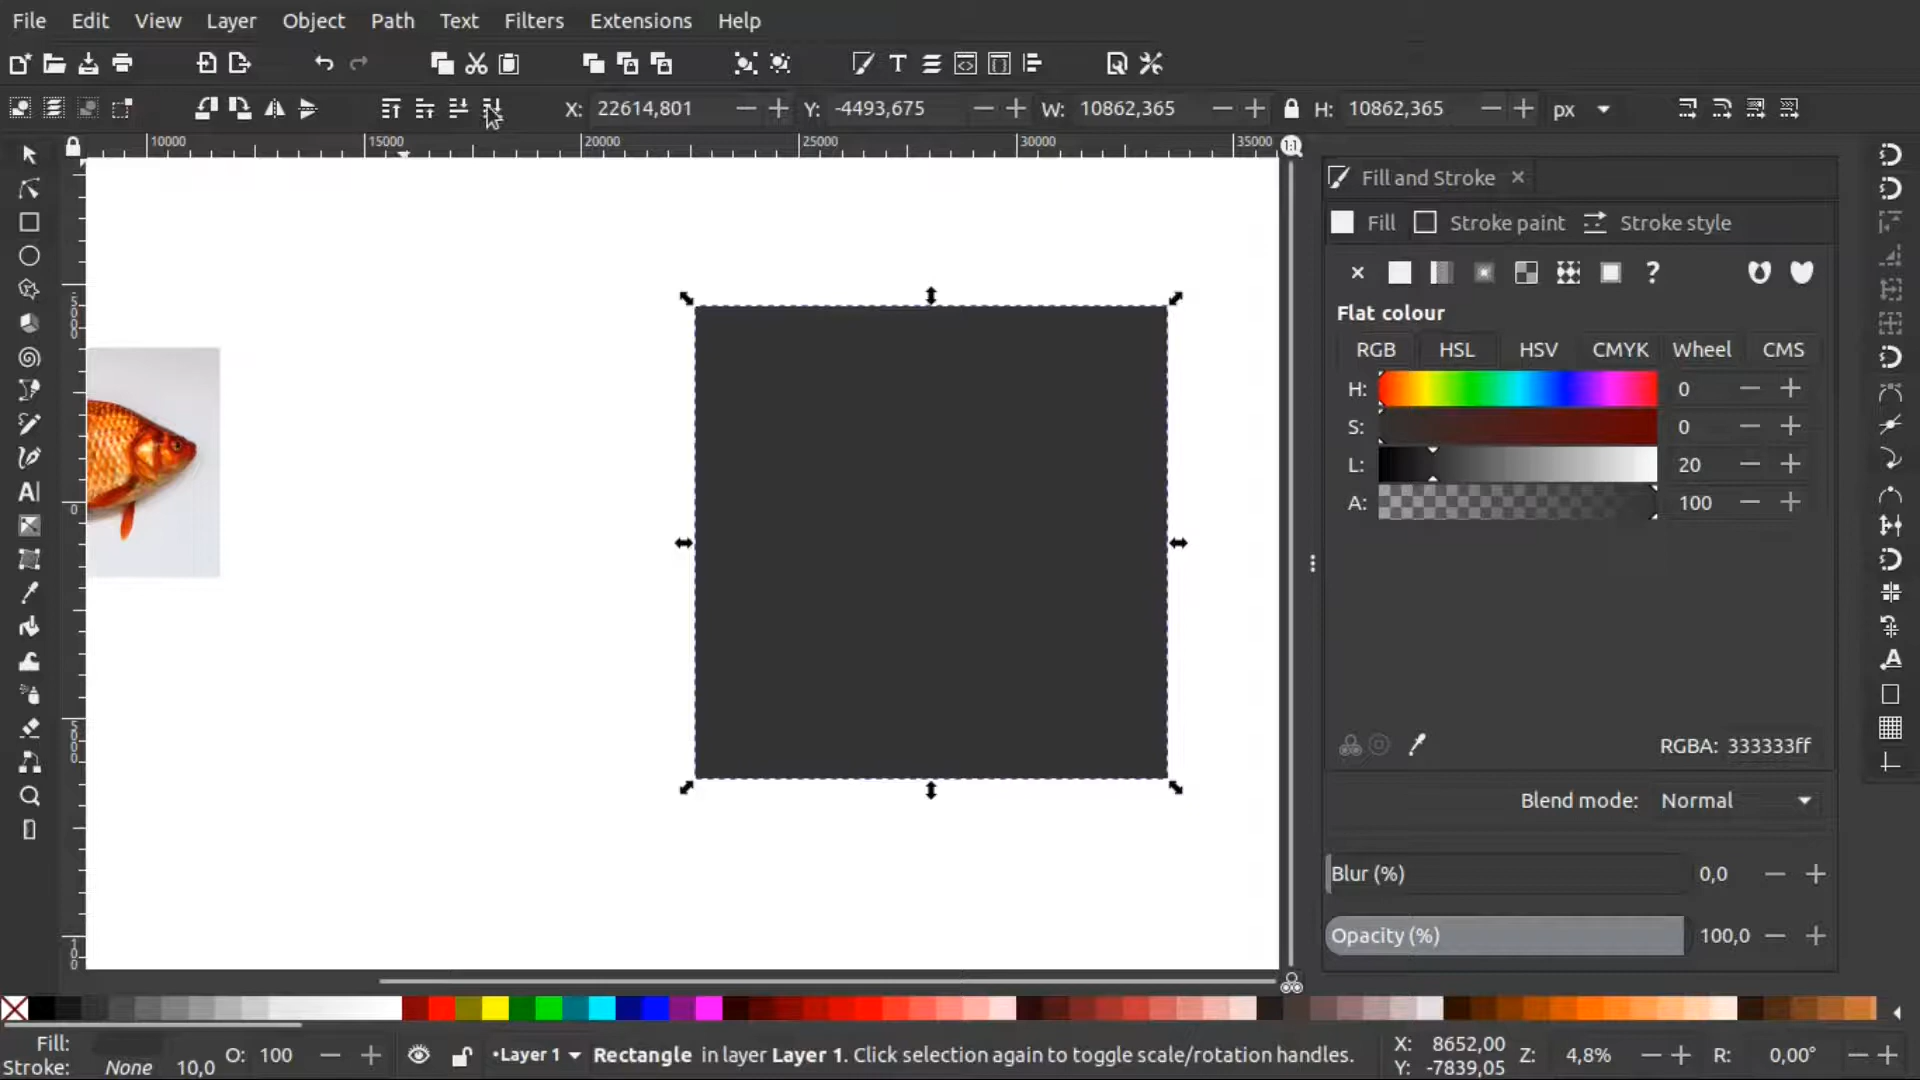 File Edit View Layer Object Path Text Filters Extensions Help
X: 22614,801 Y: -4493,675 W: 10862,365 H: 10862,365 px
10000 15000 20000 25000 30000 35000
1:1
Fill and Stroke
Fill Stroke paint Stroke style
Flat colour
RGB HSL HSV CMYK Wheel CMS
H: 0
S: 0
L: 20
A: 100
RGBA: 333333ff
Blend mode: Normal
Blur (%) 0,0
Opacity (%) 100,0
Fill:
Stroke: None 10,0 O: 100
•Layer 1 Rectangle in layer Layer 1. Click selection again to toggle scale/rotation handles.
X: 8652,00
Y: -7839,05
Z: 4,8% R: 0,00°